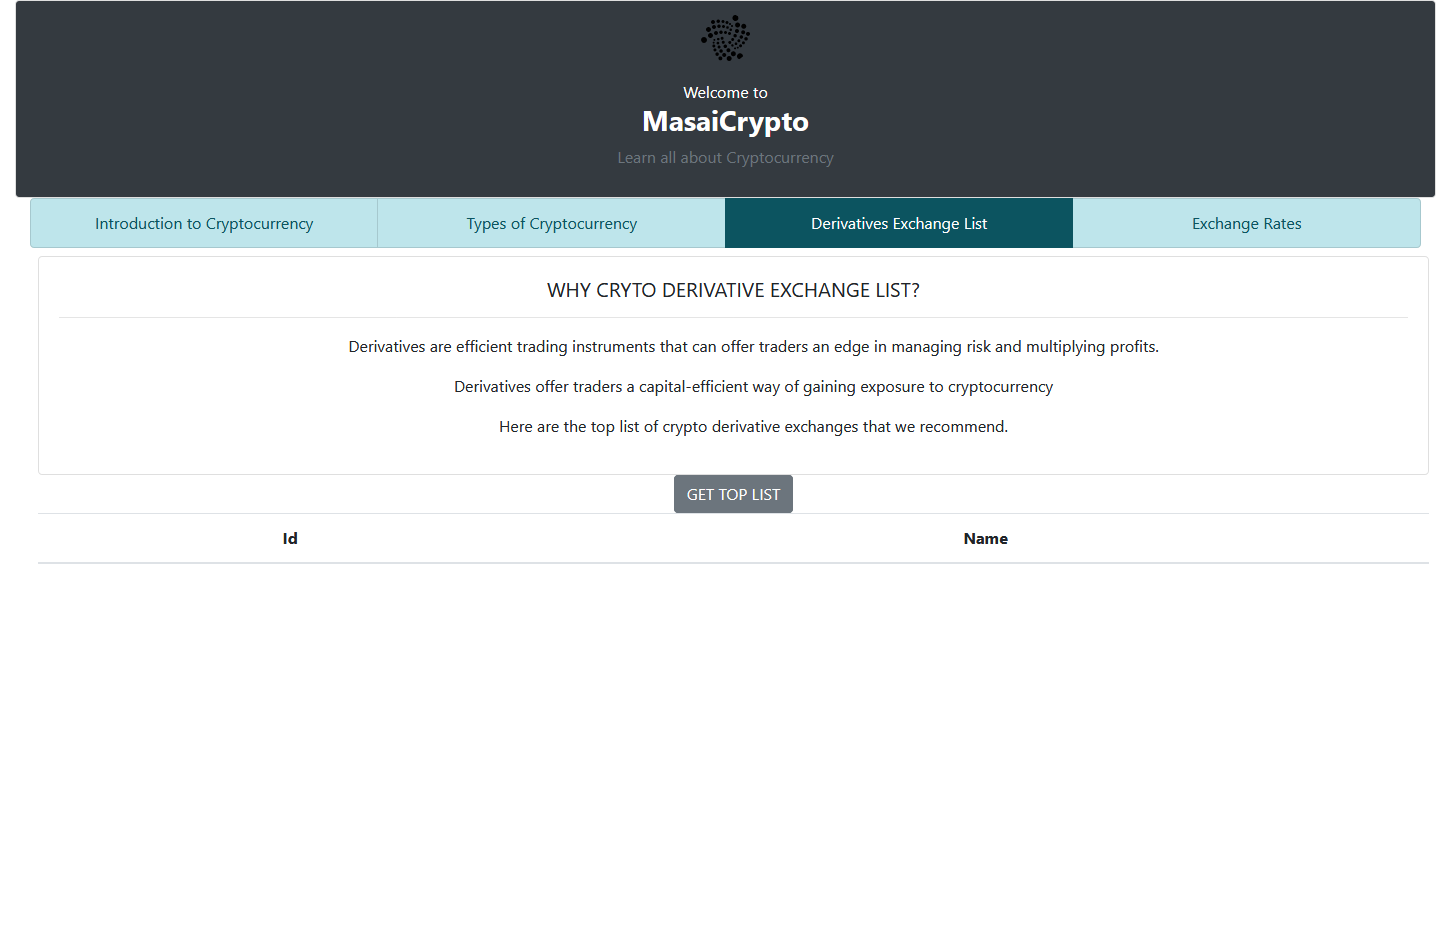 Welcome to
MasaiCrypto
Learn all about Cryptocurrency
Introduction to Cryptocurrency
Types of Cryptocurrency
Derivatives Exchange List
Exchange Rates
WHY CRYTO DERIVATIVE EXCHANGE LIST?
Derivatives are efficient trading instruments that can offer traders an edge in managing risk and multiplying profits.
Derivatives offer traders a capital-efficient way of gaining exposure to cryptocurrency
Here are the top list of crypto derivative exchanges that we recommend.
GET TOP LIST
Id
Name